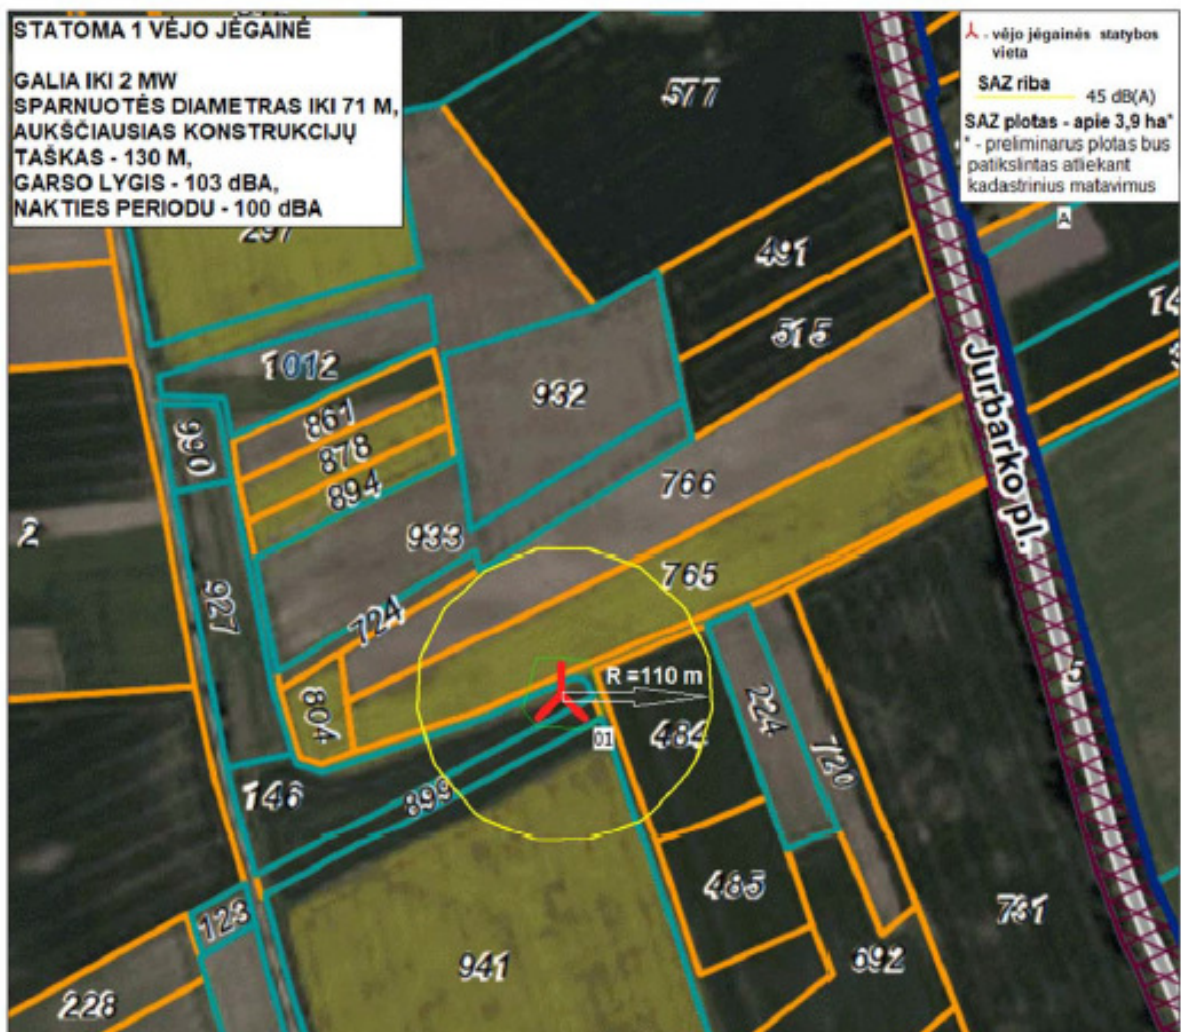 STATOMA 1 VĖJO JĖGAINĖ
GALIA IKI 2 MW
SPARNUOTĖS DIAMETRAS IKI 71 M,
AUKŠČIAUSIAS KONSTRUKCIJŲ
TAŠKAS - 130 M,
GARSO LYGIS - 103 dBA,
NAKTIES PERIODU - 100 dBA
- vėjo jėgainės statybos
vieta
SAZ riba
45 dB(A)
SAZ plotas - apie 3,9 ha*
* - preliminarus plotas bus
patikslintas atliekant
kadastrinius matavimus
A
577
297
491
515
14
1012
932
861
990
878
894
766
Jurbarko pl.
2
933
765
927
724
R =110 m
5
804
224
01
484
720
146
899
485
731
123
692
941
228